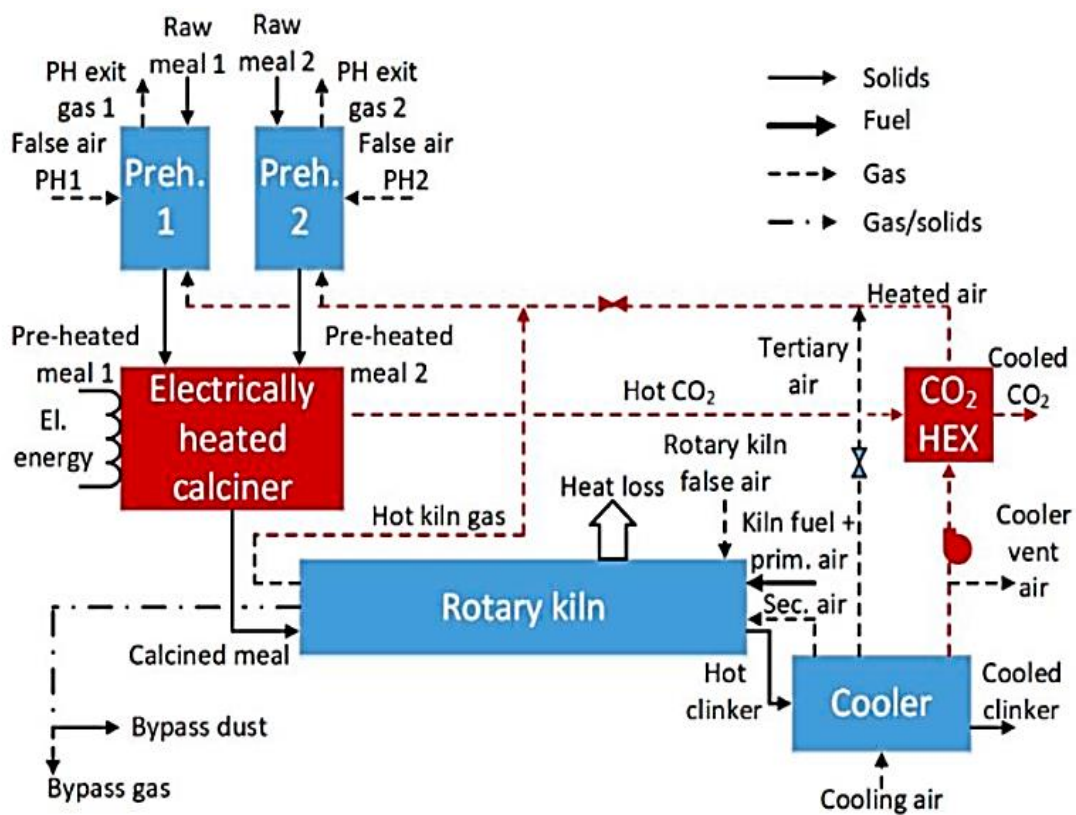 Raw
meal 1
Raw
meal 2
PH exit
gas 1
PH exit
gas 2
False air
PH1
False air
PH2
Preh.
1
Preh.
2
Solids
Fuel
Gas
Gas/solids
Heated air
Pre-heated
meal 1
Pre-heated
meal 2
Tertiary
air
Electrically
heated
calciner
El.
energy
Hot CO₂
CO₂
HEX
Cooled
CO₂
Rotary kiln
false air
Heat loss
Hot kiln gas
Kiln fuel +
prim. air
Cooler
vent
air
Sec. air
Rotary kiln
Calcined meal
Hot
clinker
Cooler
Cooled
clinker
Bypass dust
Bypass gas
Cooling air